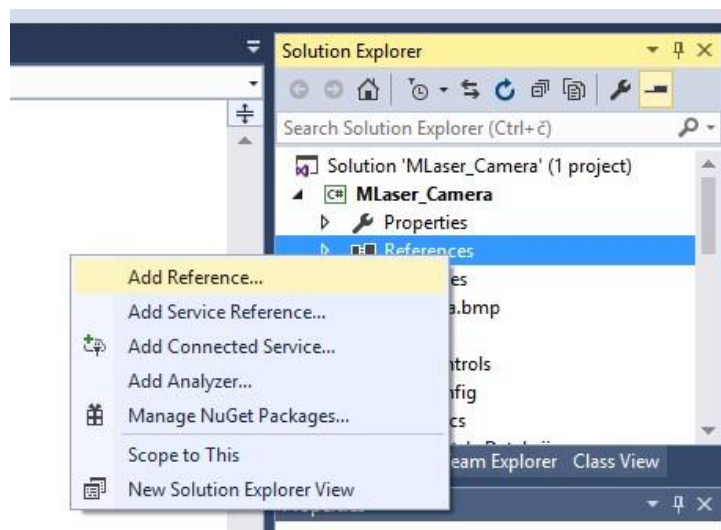 Solution Explorer
Search Solution Explorer (Ctrl+č)
Solution 'MLaser_Camera' (1 project)
C# MLaser_Camera
Properties
References
Add Reference...
es
Add Service Reference...
a.bmp
Add Connected Service...
ntrols
Add Analyzer...
nfig
Manage NuGet Packages...
cs
Scope to This
eam Explorer Class View
New Solution Explorer View
Properties